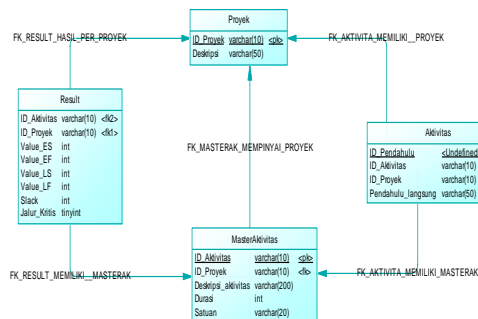 Proyek
ID_Proyek varchar(10) <pk>
Deskripsi varchar(50)
FK_RESULT_HASIL_PER_PROYEK
FK_AKTIVITA_MEMILIKI__PROYEK
Result
ID_Aktivitas varchar(10) <fk2>
ID_Proyek varchar(10) <fk1>
Value_ES int
Value_EF int
Value_LS int
Value_LF int
Slack int
Jalur_Kritis tinyint
Aktivitas
ID_Pendahulu <Undefined
ID_Aktivitas varchar(10)
ID_Proyek varchar(10)
Pendahulu_langsung varchar(50)
FK_MASTERAK_MEMPINYAI_PROYEK
MasterAktivitas
ID_Aktivitas varchar(10) <pk>
ID_Proyek varchar(10) <fk>
Deskripsi_aktivitas varchar(200)
Durasi int
Satuan varchar(20)
FK_RESULT_MEMILIKI__MASTERAK
FK_AKTIVITA_MEMILIKI_MASTERAK